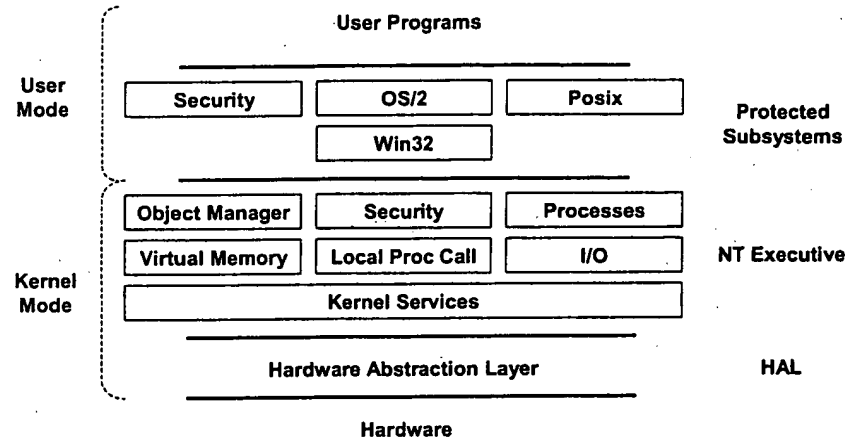 User Programs
User
Mode
Security
OS/2
Posix
Win32
Protected
Subsystems
Object Manager
Security
Processes
Virtual Memory
Local Proc Call
I/O
NT Executive
Kernel
Mode
Kernel Services
Hardware Abstraction Layer
HAL
Hardware